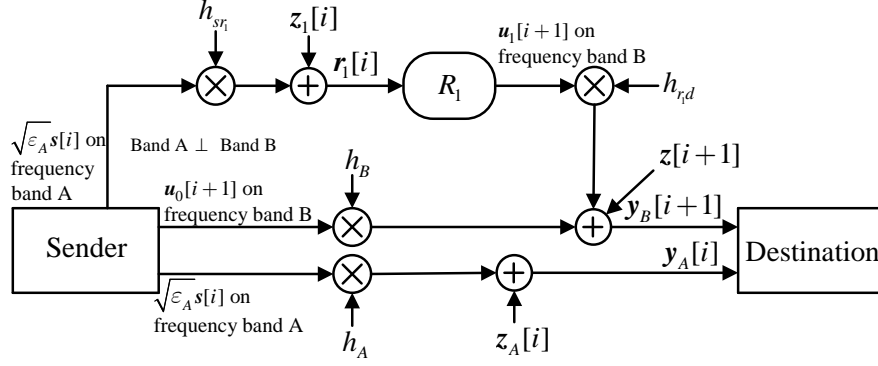 h_{sr_1}
z_1[i]
r_1[i]
R_1
u_1[i+1] on
frequency band B
h_{r_1d}
√ε_A s[i] on
frequency
band A
Band A ⊥ Band B
h_B
z[i+1]
u_0[i+1] on
frequency band B
y_B[i+1]
Sender
Destination
y_A[i]
√ε_A s[i] on
frequency band A
h_A
z_A[i]